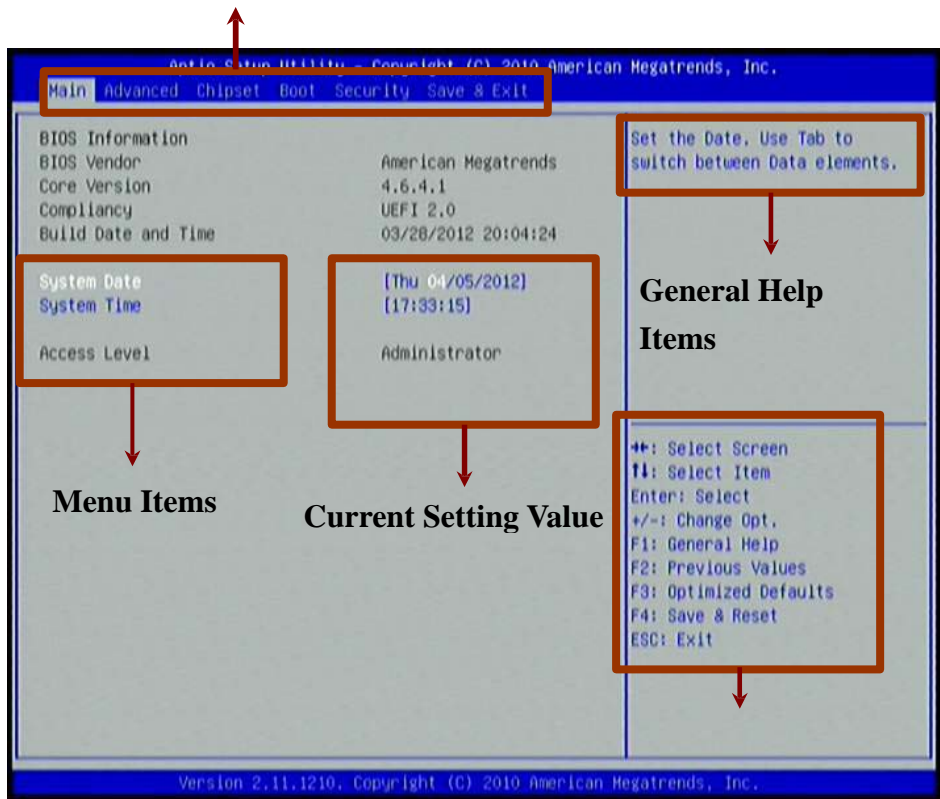 Aptio Setup Utility - Copyright (C) 2010 American Megatrends, Inc.
Main Advanced Chipset Boot Security Save & Exit
BIOS Information
BIOS Vendor American Megatrends
Core Version 4.6.4.1
Compliancy UEFI 2.0
Build Date and Time 03/28/2012 20:04:24
System Date [Thu 04/05/2012]
System Time [17:33:15]
Access Level Administrator
Set the Date. Use Tab to
switch between Data elements.
General Help
Items
Menu Items
Current Setting Value
→←: Select Screen
↑↓: Select Item
Enter: Select
+/-: Change Opt.
F1: General Help
F2: Previous Values
F3: Optimized Defaults
F4: Save & Reset
ESC: Exit
Version 2.11.1210. Copyright (C) 2010 American Megatrends, Inc.